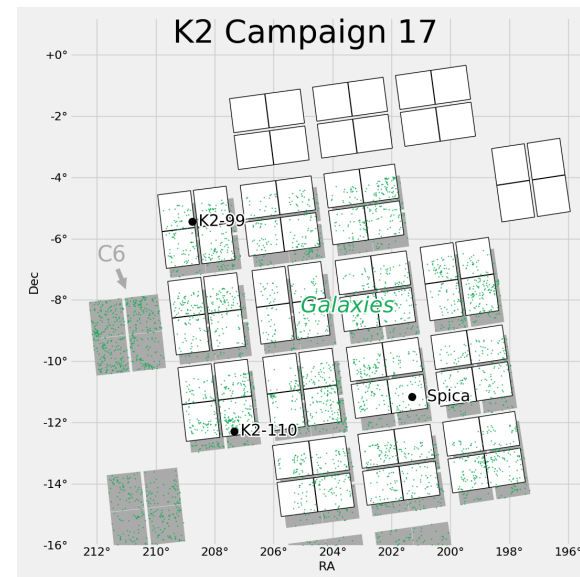 K2 Campaign 17
+0°
-2°
-4°
K2-99
-6°
C6
Dec
-8°
Galaxies
-10°
Spica
-12°
K2-110
-14°
-16°
212° 210° 208° 206° 204° 202° 200° 198° 196°
RA